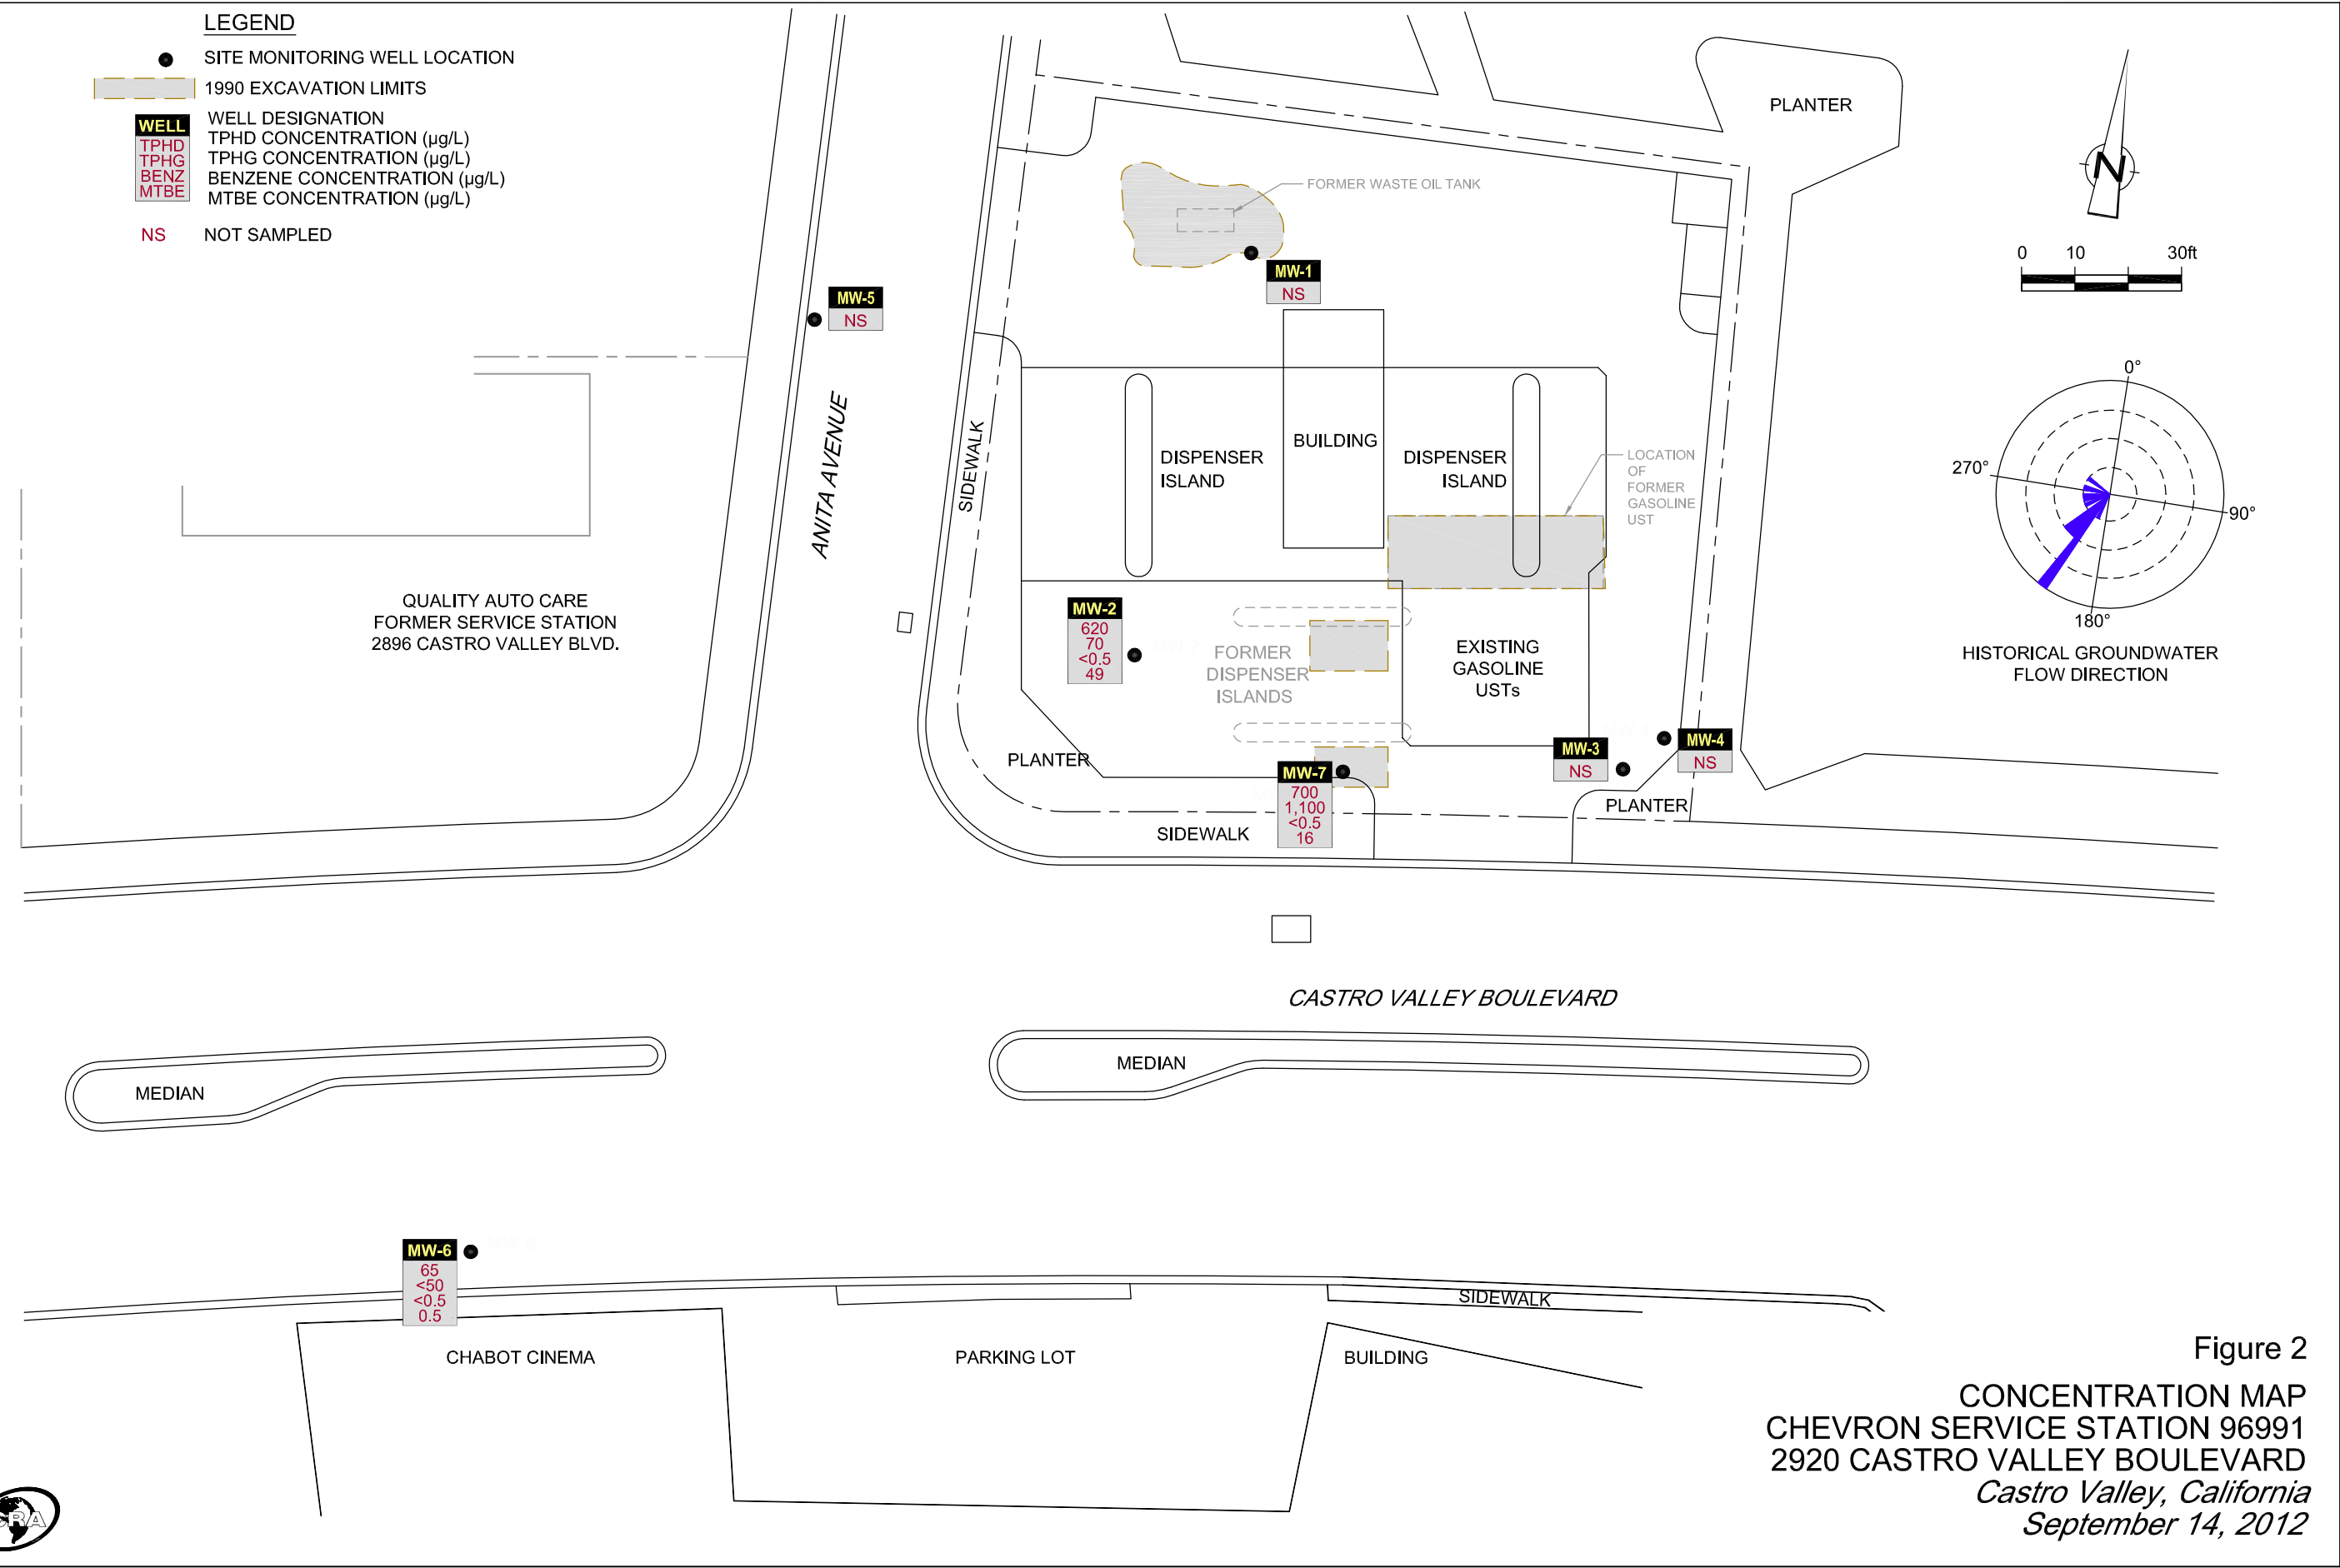 LEGEND
SITE MONITORING WELL LOCATION
1990 EXCAVATION LIMITS
WELL
TPHD
TPHG
BENZ
MTBE
WELL DESIGNATION
TPHD CONCENTRATION (µg/L)
TPHG CONCENTRATION (µg/L)
BENZENE CONCENTRATION (µg/L)
MTBE CONCENTRATION (µg/L)
NS NOT SAMPLED
PLANTER
N
0 10 30ft
FORMER WASTE OIL TANK
MW-1
NS
MW-5
NS
ANITA AVENUE
SIDEWALK
DISPENSER
ISLAND
BUILDING
DISPENSER
ISLAND
LOCATION
OF
FORMER
GASOLINE
UST
0°
270°
90°
180°
HISTORICAL GROUNDWATER
FLOW DIRECTION
QUALITY AUTO CARE
FORMER SERVICE STATION
2896 CASTRO VALLEY BLVD.
MW-2
620
70
<0.5
49
FORMER
DISPENSER
ISLANDS
EXISTING
GASOLINE
USTs
PLANTER
MW-7
700
1,100
<0.5
16
MW-3
NS
MW-4
NS
PLANTER
SIDEWALK
CASTRO VALLEY BOULEVARD
MEDIAN
MEDIAN
MW-6
65
<50
<0.5
0.5
SIDEWALK
CHABOT CINEMA
PARKING LOT
BUILDING
Figure 2
CONCENTRATION MAP
CHEVRON SERVICE STATION 96991
2920 CASTRO VALLEY BOULEVARD
Castro Valley, California
September 14, 2012
CRA